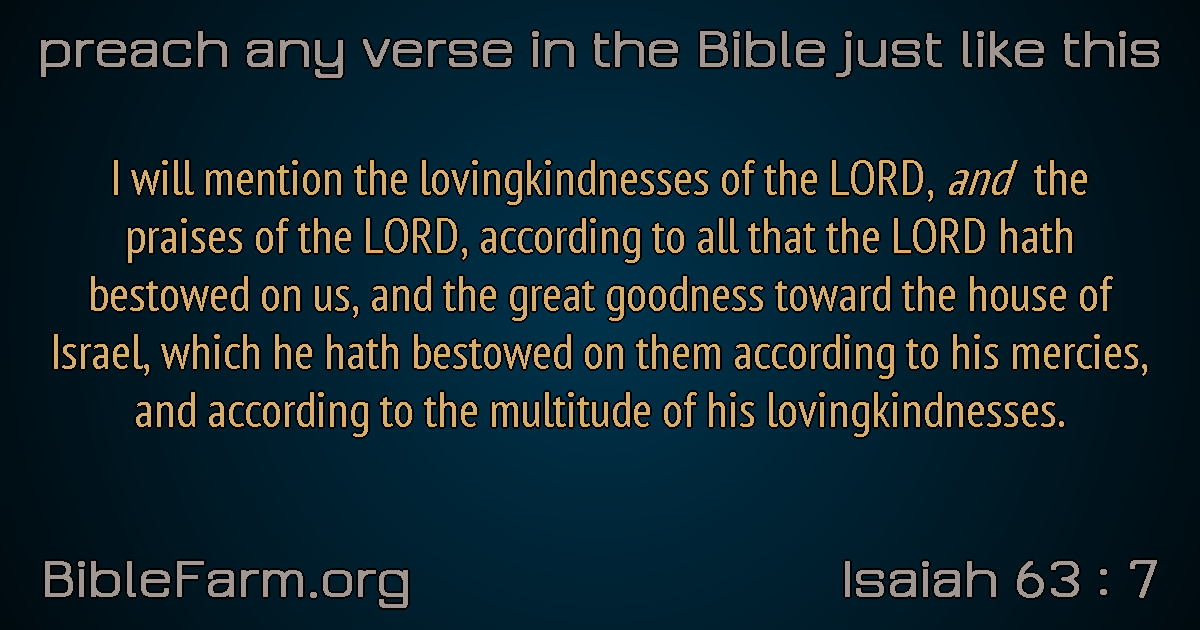 preach any verse in the Bible just like this
I will mention the lovingkindnesses of the LORD, and the
praises of the LORD, according to all that the LORD hath
bestowed on us, and the great goodness toward the house of
Israel, which he hath bestowed on them according to his mercies,
and according to the multitude of his lovingkindnesses.
BibleFarm.org
Isaiah 63 : 7